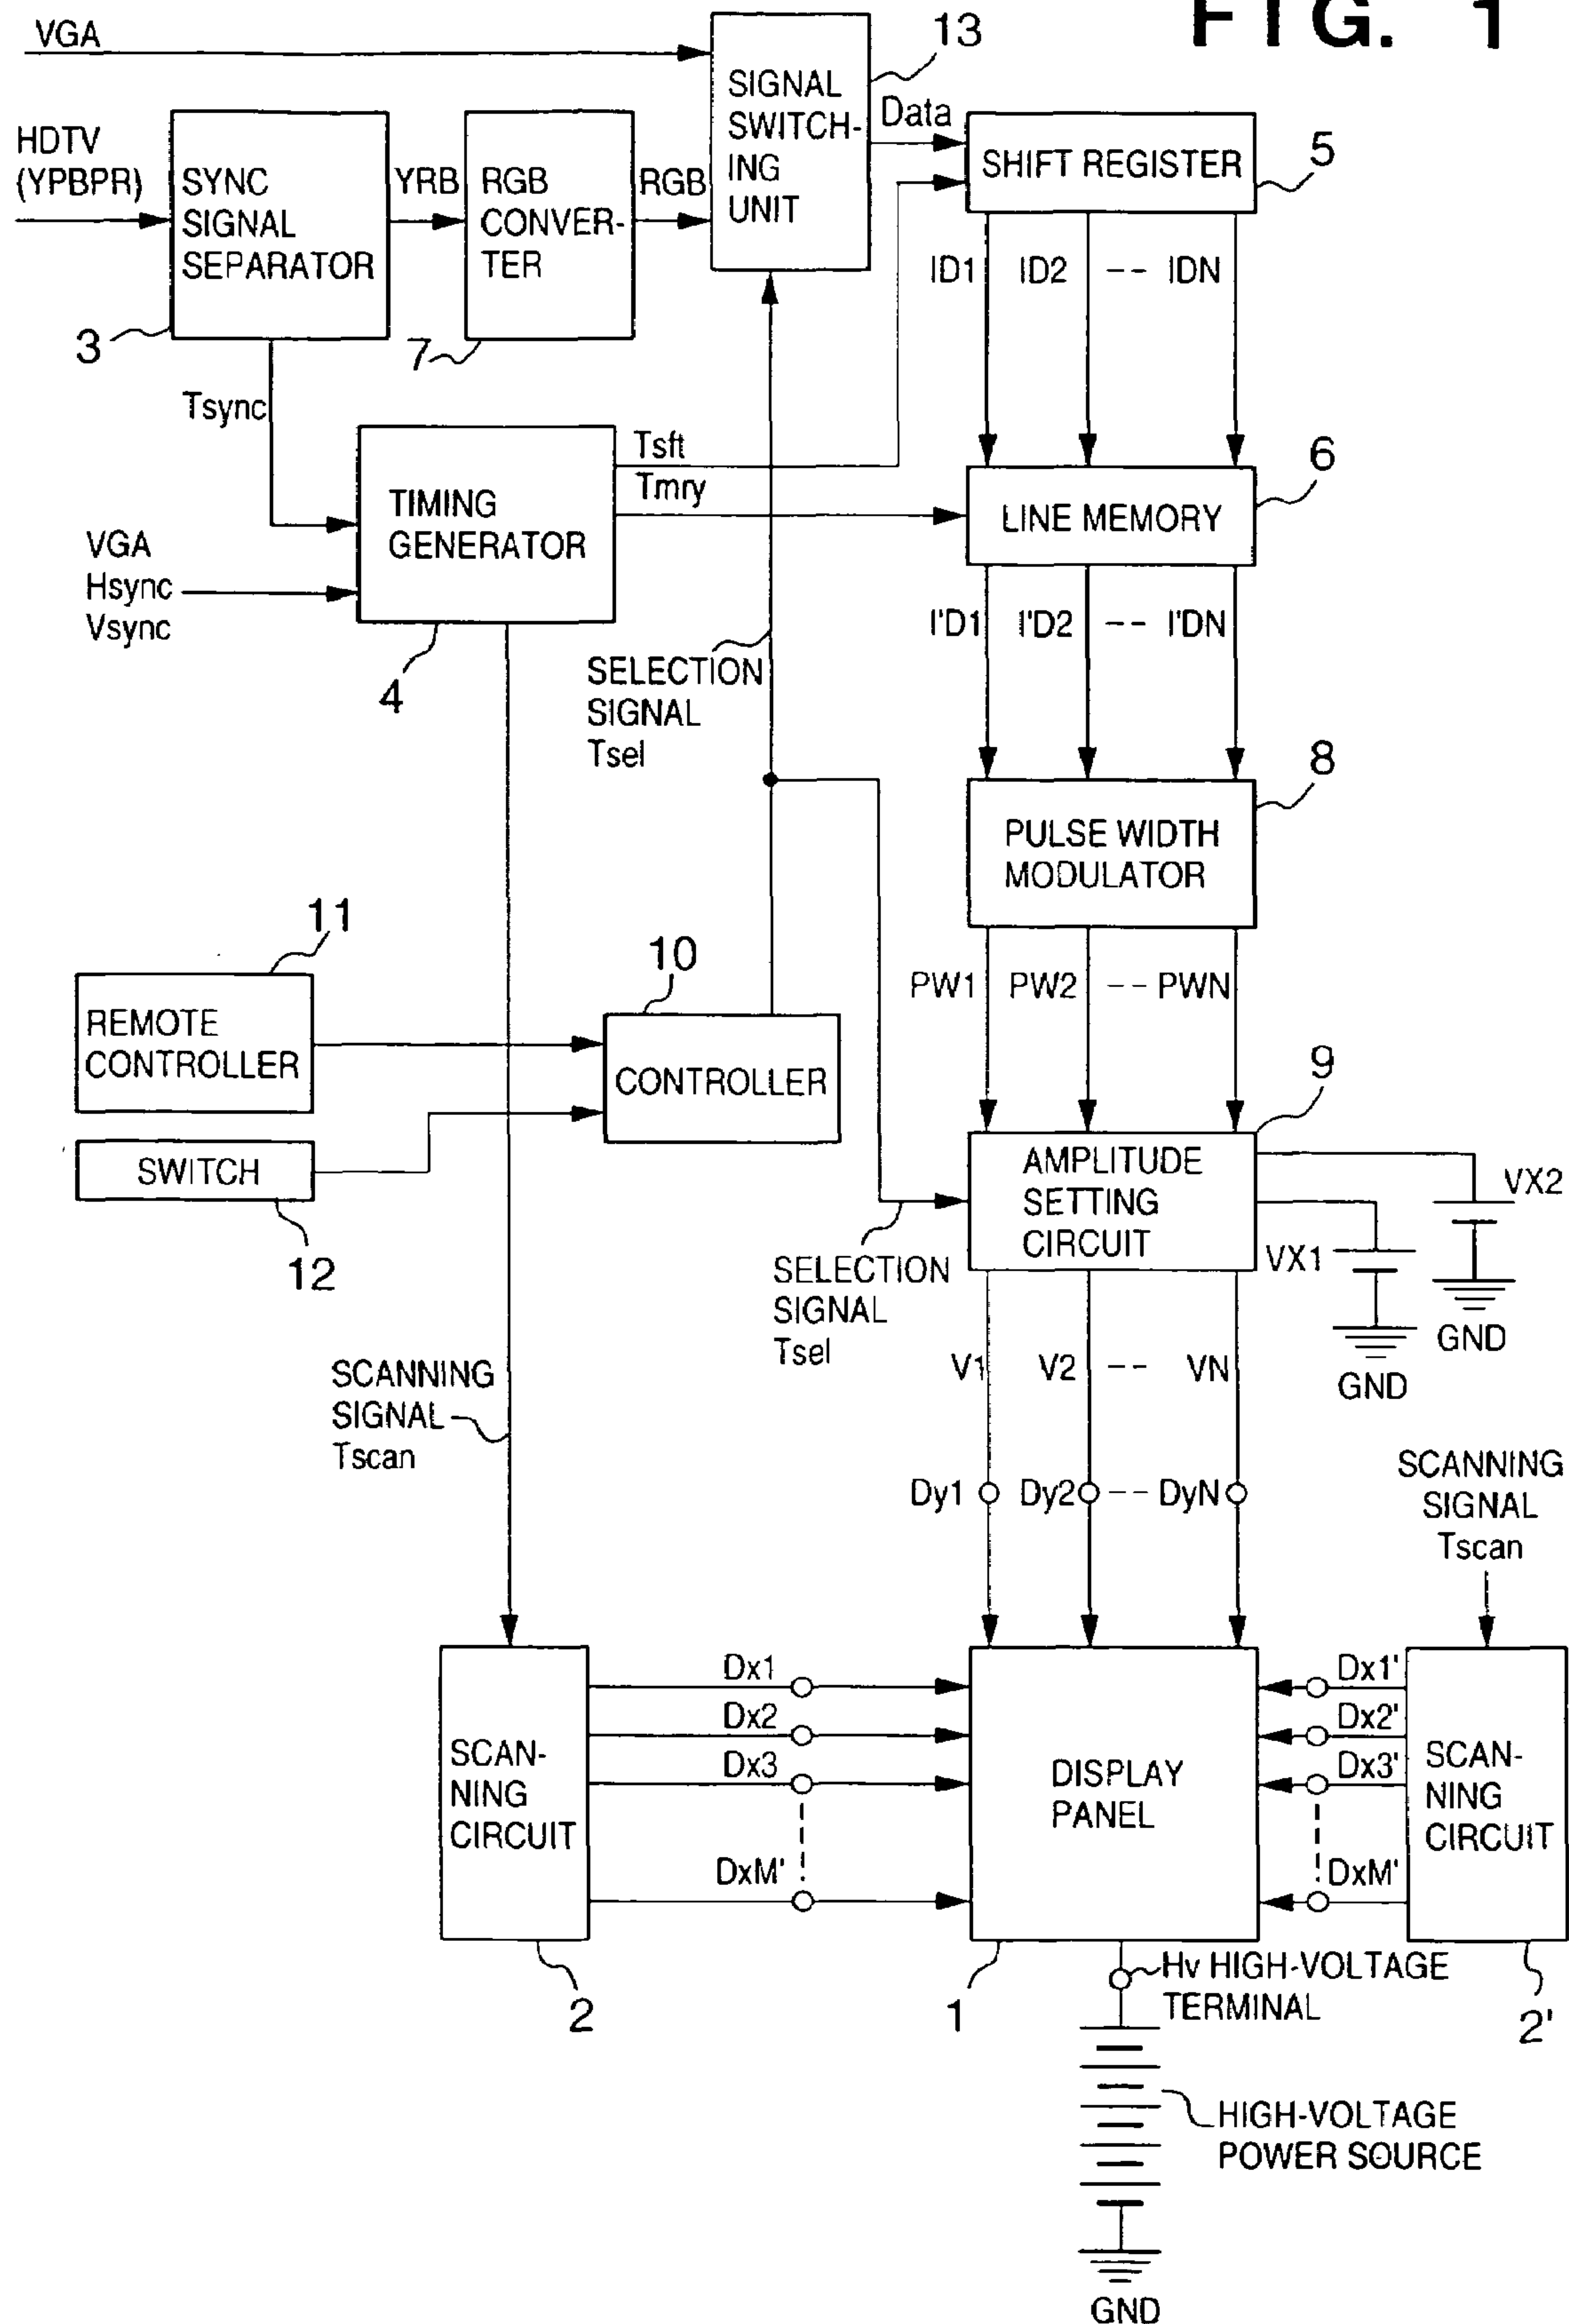 FIG. 1
VGA
13
SIGNAL
SWITCH-
ING
UNIT
Data
HDTV
(YPBPR)
SYNC
SIGNAL
SEPARATOR
YRB
RGB
CONVER-
TER
RGB
SHIFT REGISTER
5
3
7
ID1 ID2 -- IDN
Tsync
TIMING
GENERATOR
Tsft
Tmry
6
LINE MEMORY
VGA
Hsync
Vsync
4
SELECTION
SIGNAL
Tsel
I'D1 I'D2 -- I'DN
8
PULSE WIDTH
MODULATOR
11
REMOTE
CONTROLLER
10
CONTROLLER
PW1 PW2 -- PWN
SWITCH
12
9
AMPLITUDE
SETTING
CIRCUIT
VX2
VX1
GND
GND
SELECTION
SIGNAL
Tsel
V1 V2 -- VN
SCANNING
SIGNAL
Tscan
Dy1 Dy2 -- DyN
SCANNING
SIGNAL
Tscan
SCAN-
NING
CIRCUIT
Dx1
Dx2
Dx3
DxM'
DISPLAY
PANEL
Dx1'
Dx2'
Dx3'
DxM'
SCAN-
NING
CIRCUIT
2
1
2'
Hv HIGH-VOLTAGE
TERMINAL
HIGH-VOLTAGE
POWER SOURCE
GND